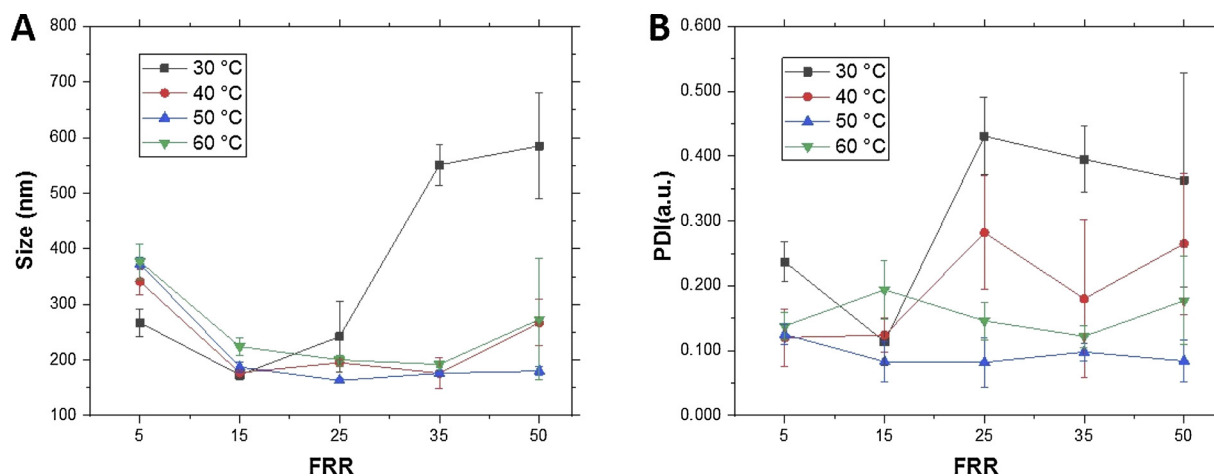 A
800
700
600
500
400
300
200
100
Size (nm)
30 °C
40 °C
50 °C
60 °C
5 15 25 35 50
FRR
B
0.600
0.500
0.400
0.300
0.200
0.100
0.000
PDI(a.u.)
30 °C
40 °C
50 °C
60 °C
5 15 25 35 50
FRR